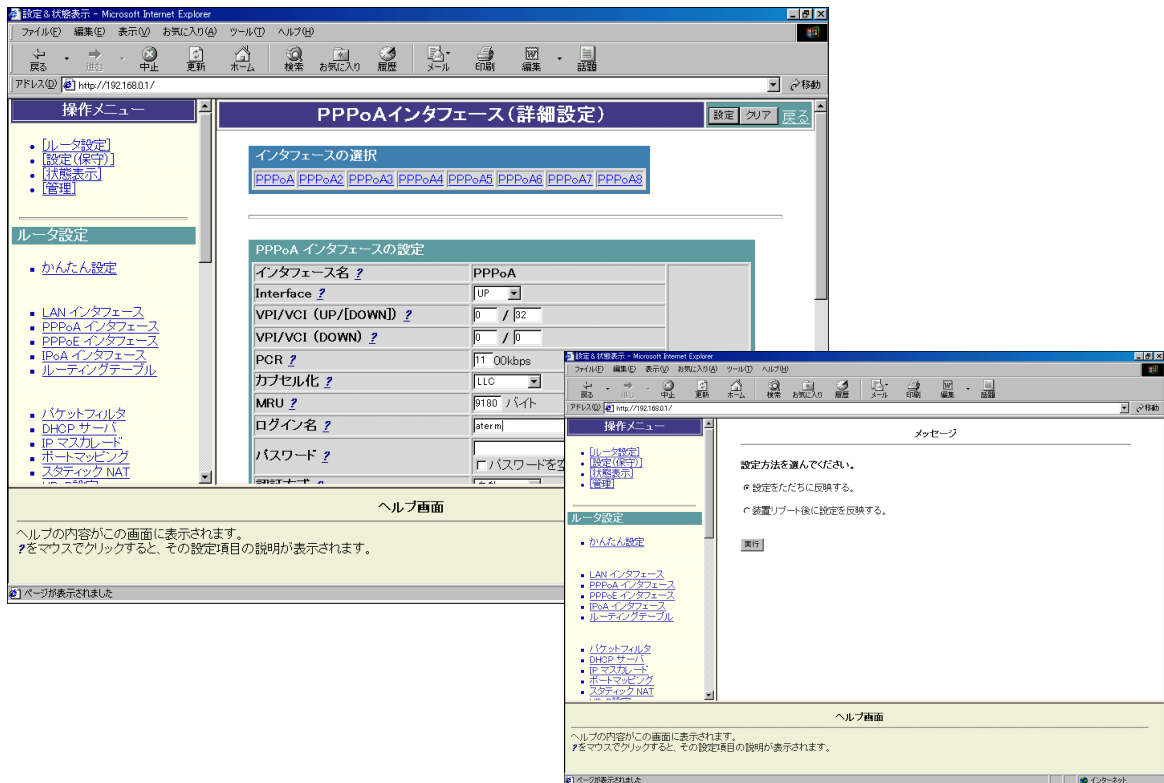 設定&状態表示 - Microsoft Internet Explorer
ファイル(F) 編集(E) 表示(V) お気に入り(A) ツール(T) ヘルプ(H)
戻る 進む 中止 更新 ホーム 検索 お気に入り 履歴 メール 印刷 編集 話題
アドレス(D) http://192.168.0.1/ 移動
操作メニュー
[ルータ設定]
[設定(保守)]
[状態表示]
[管理]
ルータ設定
かんたん設定
LAN インタフェース
PPPoA インタフェース
PPPoE インタフェース
IPoA インタフェース
ルーティングテーブル
パケットフィルタ
DHCP サーバ
IP マスカレード
ポートマッピング
スタティック NAT
PPPoAインタフェース(詳細設定) 設定 クリア 戻る
インタフェースの選択
PPPoA PPPoA2 PPPoA3 PPPoA4 PPPoA5 PPPoA6 PPPoA7 PPPoA8
PPPoA インタフェースの設定
インタフェース名 ? PPPoA
Interface ? UP
VPI/VCI (UP/[DOWN]) ? 0 / 32
VPI/VCI (DOWN) ? 0 / 0
PCR ? 11 00kbps
カプセル化 ? LLC
MRU ? 9180 バイト
ログイン名 ? aterm
パスワード ?
パスワードを空
ヘルプ画面
ヘルプの内容がこの画面に表示されます。
?をマウスでクリックすると、その設定項目の説明が表示されます。
ページが表示されました
設定&状態表示 - Microsoft Internet Explorer
ファイル(F) 編集(E) 表示(V) お気に入り(A) ツール(T) ヘルプ(H)
戻る 進む 中止 更新 ホーム 検索 お気に入り 履歴 メール 印刷 編集 話題
アドレス(D) http://192.168.0.1/ 移動
操作メニュー
[ルータ設定]
[設定(保守)]
[状態表示]
[管理]
ルータ設定
かんたん設定
LAN インタフェース
PPPoA インタフェース
PPPoE インタフェース
IPoA インタフェース
ルーティングテーブル
パケットフィルタ
DHCP サーバ
IP マスカレード
ポートマッピング
スタティック NAT
メッセージ
設定方法を選んでください。
設定をただちに反映する。
装置リブート後に設定を反映する。
実行
ヘルプ画面
ヘルプの内容がこの画面に表示されます。
?をマウスでクリックすると、その設定項目の説明が表示されます。
ページが表示されました インターネット